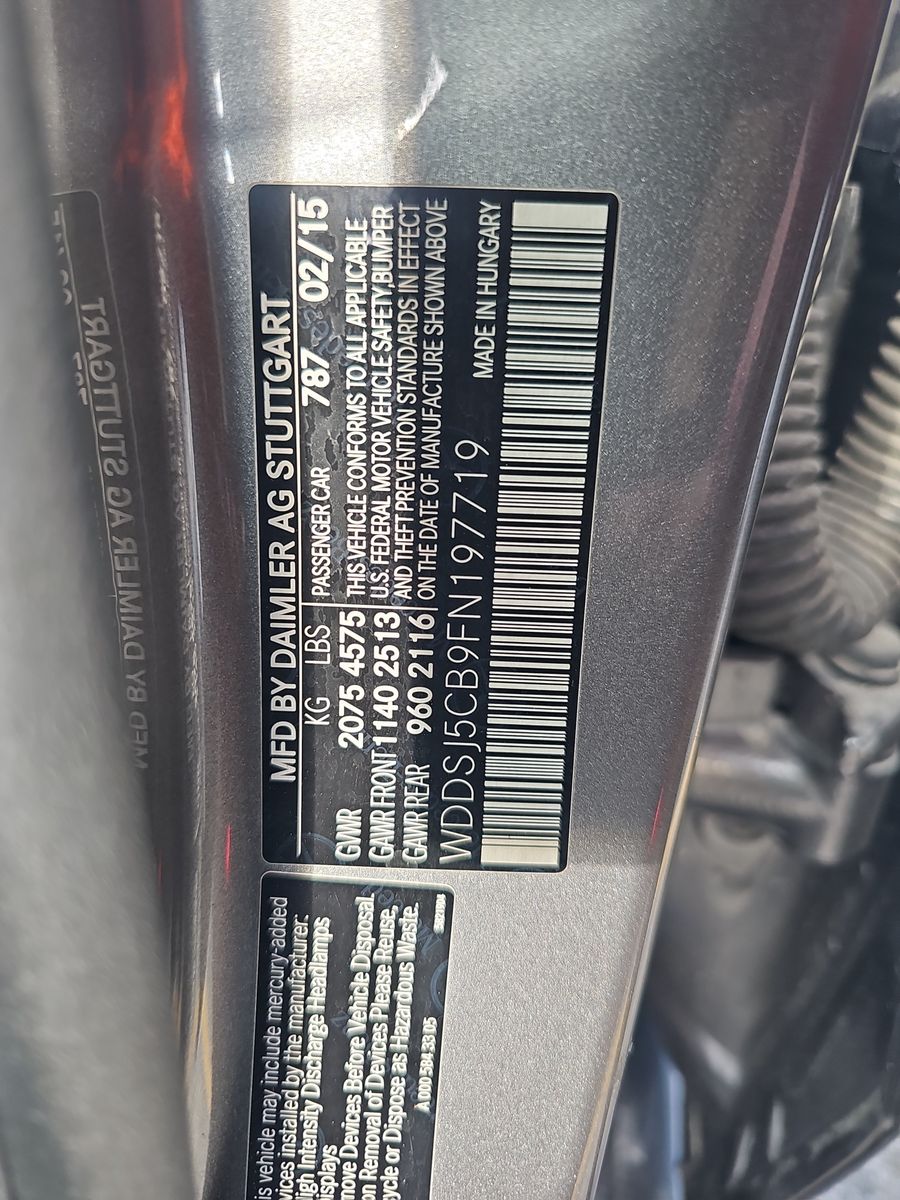 MFD BY DAIMLER AG STUTTGART
KG LBS PASSENGER CAR 787 02/15
GVWR 2075 4575 THIS VEHICLE CONFORMS TO ALL APPLICABLE
GAWR FRONT 1140 2513 U.S. FEDERAL MOTOR VEHICLE SAFETY,BUMPER
GAWR REAR 960 2116 AND THEFT PREVENTION STANDARDS IN EFFECT
ON THE DATE OF MANUFACTURE SHOWN ABOVE
WDDSJ5CB9FN197719 MADE IN HUNGARY
is vehicle may include mercury-added
vices installed by the manufacturer:
High Intensity Discharge Headlamps
isplays
move Devices Before Vehicle Disposal.
on Removal of Devices Please Reuse,
ycle or Dispose as Hazardous Waste.
A 000 584 33 05